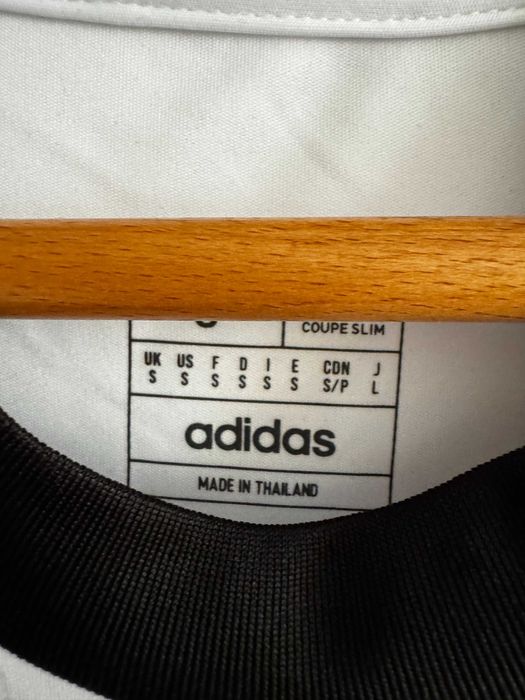 COUPE SLIM
UK US F D I E CDN J
S S S S S S S/P L
adidas
MADE IN THAILAND